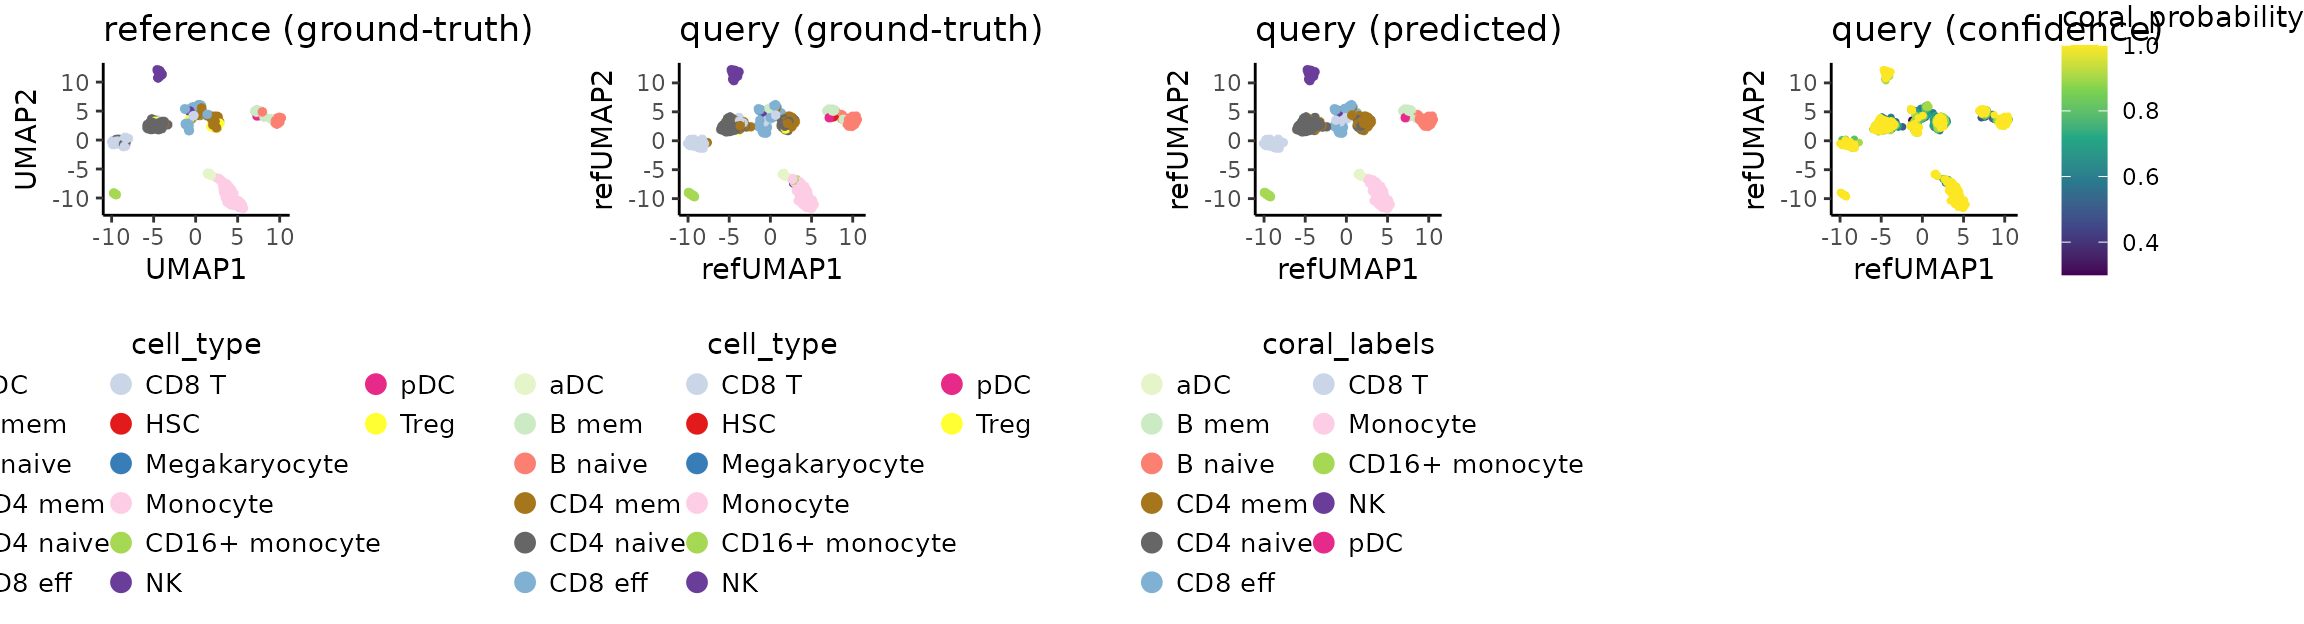 reference (ground-truth)
UMAP2
10
5
0
-5
-10
-10 -5 0 5 10
UMAP1
query (ground-truth)
refUMAP2
10
5
0
-5
-10
-10 -5 0 5 10
refUMAP1
query (predicted)
refUMAP2
10
5
0
-5
-10
-10 -5 0 5 10
refUMAP1
query (confidence)
refUMAP2
10
5
0
-5
-10
-10 -5 0 5 10
refUMAP1
coral_probability
1.0
0.8
0.6
0.4
cell_type
DC
mem
naive
D4 mem
D4 naive
D8 eff
CD8 T
HSC
Megakaryocyte
Monocyte
CD16+ monocyte
NK
pDC
Treg
cell_type
aDC
B mem
B naive
CD4 mem
CD4 naive
CD8 eff
CD8 T
HSC
Megakaryocyte
Monocyte
CD16+ monocyte
NK
pDC
Treg
coral_labels
aDC
B mem
B naive
CD4 mem
CD4 naive
CD8 eff
CD8 T
Monocyte
CD16+ monocyte
NK
pDC